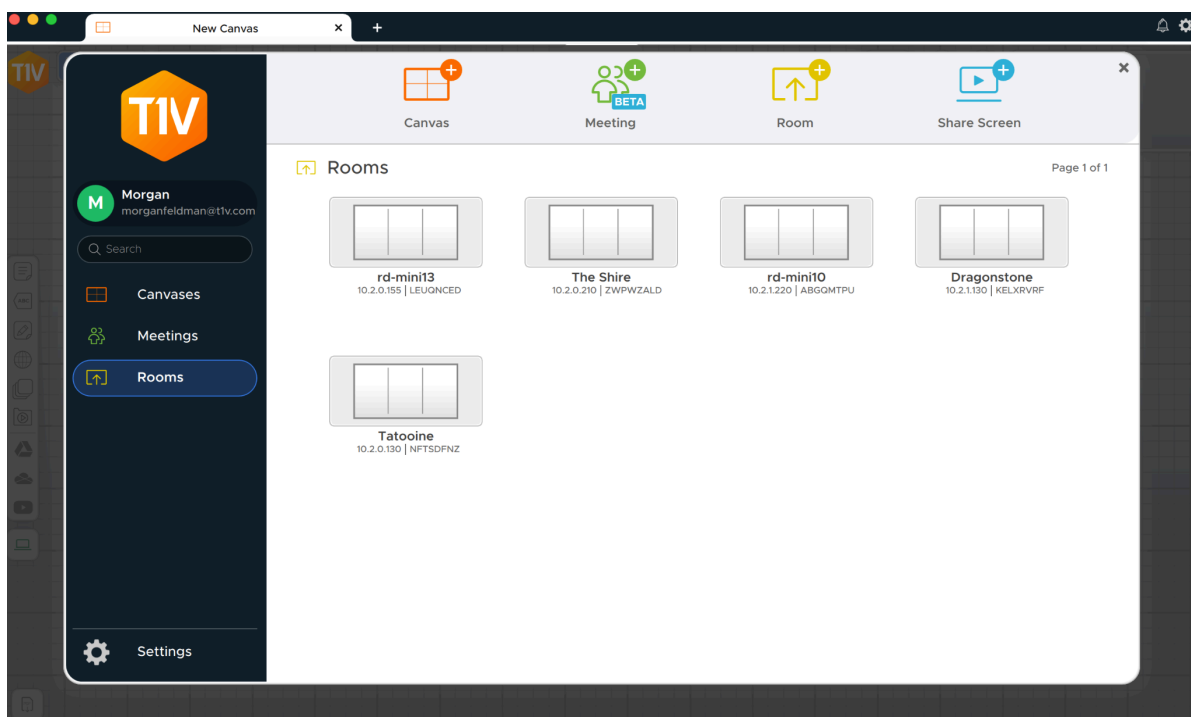 New Canvas
T1V
T1V
BETA
Canvas
Meeting
Room
Share Screen
M
Morgan
morganfeldman@t1v.com
Search
Canvases
Meetings
Rooms
Settings
Rooms
Page 1 of 1
rd-mini13
10.2.0.155 | LEUQNCED
The Shire
10.2.0.210 | ZWPWZALD
rd-mini10
10.2.1.220 | ABGQMTPU
Dragonstone
10.2.1.130 | KELXRVRF
Tatooine
10.2.0.130 | NFTSDFNZ